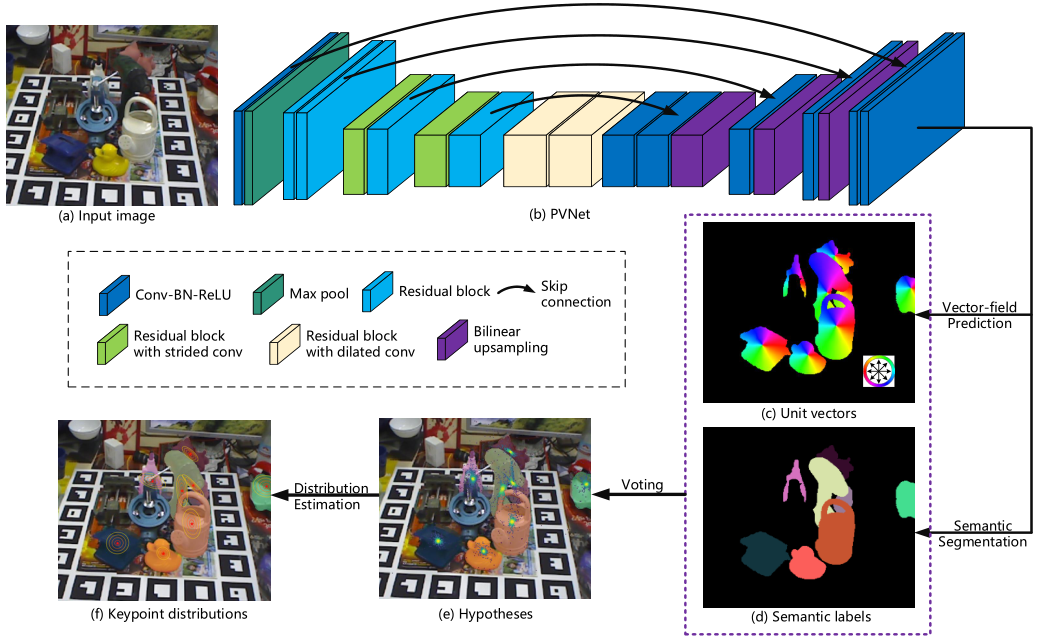 (a) Input image
(b) PVNet
Conv-BN-ReLU
Max pool
Residual block
Skip
connection
Residual block
with strided conv
Residual block
with dilated conv
Bilinear
upsampling
Vector-field
Prediction
(c) Unit vectors
Semantic
Segmentation
(d) Semantic labels
Voting
(e) Hypotheses
Distribution
Estimation
(f) Keypoint distributions